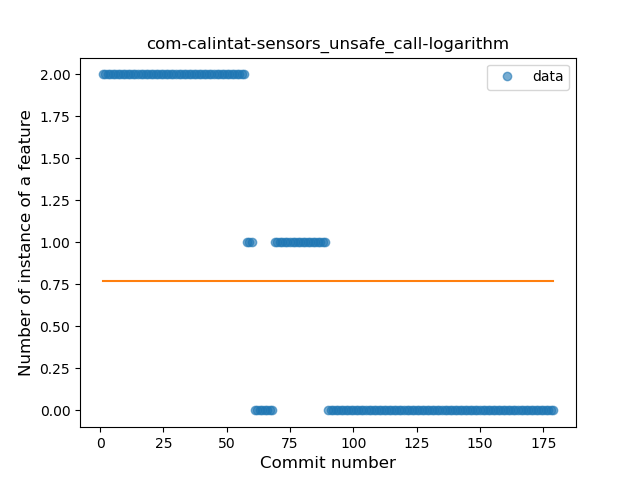 com-calintat-sensors_unsafe_call-logarithm
data
Number of instance of a feature
2.00
1.75
1.50
1.25
1.00
0.75
0.50
0.25
0.00
0 25 50 75 100 125 150 175
Commit number